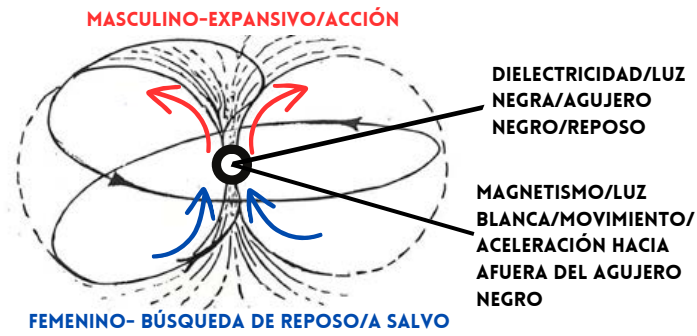 MASCULINO-EXPANSIVO/ACCIÓN
DIELECTRICIDAD/LUZ
NEGRA/AGUJERO
NEGRO/REPOSO
MAGNETISMO/LUZ
BLANCA/MOVIMIENTO/
ACELERACIÓN HACIA
AFUERA DEL AGUJERO
NEGRO
FEMENINO- BÚSQUEDA DE REPOSO/A SALVO